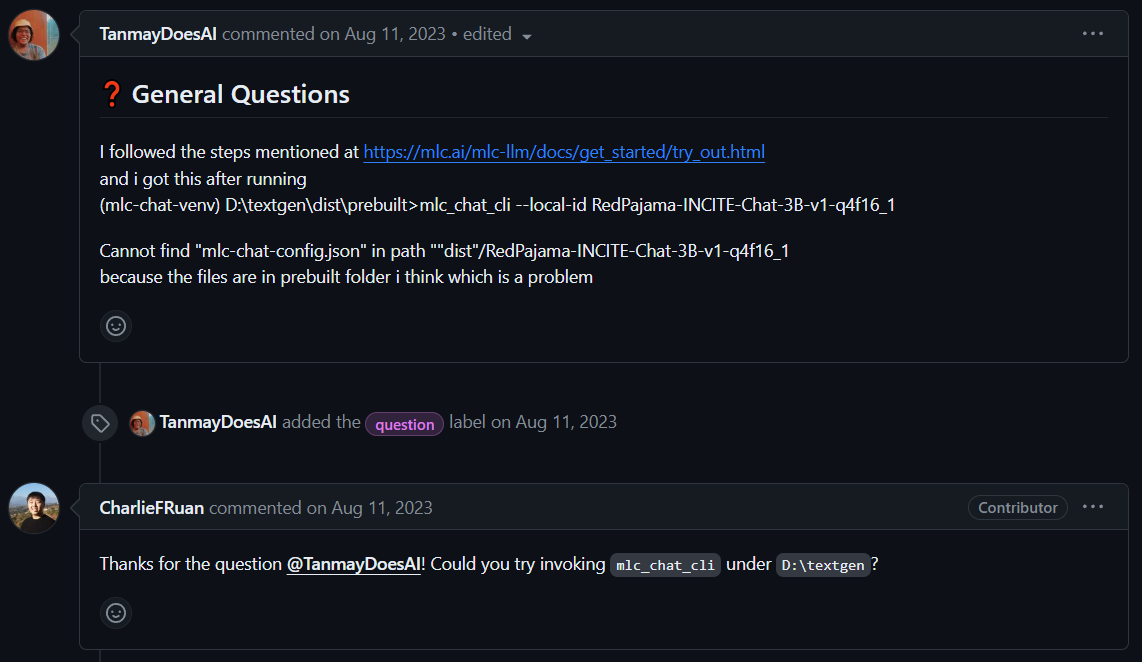 TanmayDoesAI commented on Aug 11, 2023 • edited
❓ General Questions
I followed the steps mentioned at https://mlc.ai/mlc-llm/docs/get_started/try_out.html
and i got this after running
(mlc-chat-venv) D:\textgen\dist\prebuilt>mlc_chat_cli --local-id RedPajama-INCITE-Chat-3B-v1-q4f16_1
Cannot find "mlc-chat-config.json" in path ""dist"/RedPajama-INCITE-Chat-3B-v1-q4f16_1
because the files are in prebuilt folder i think which is a problem
TanmayDoesAI added the question label on Aug 11, 2023
CharlieFRuan commented on Aug 11, 2023 Contributor
Thanks for the question @TanmayDoesAI! Could you try invoking mlc_chat_cli under D:\textgen?